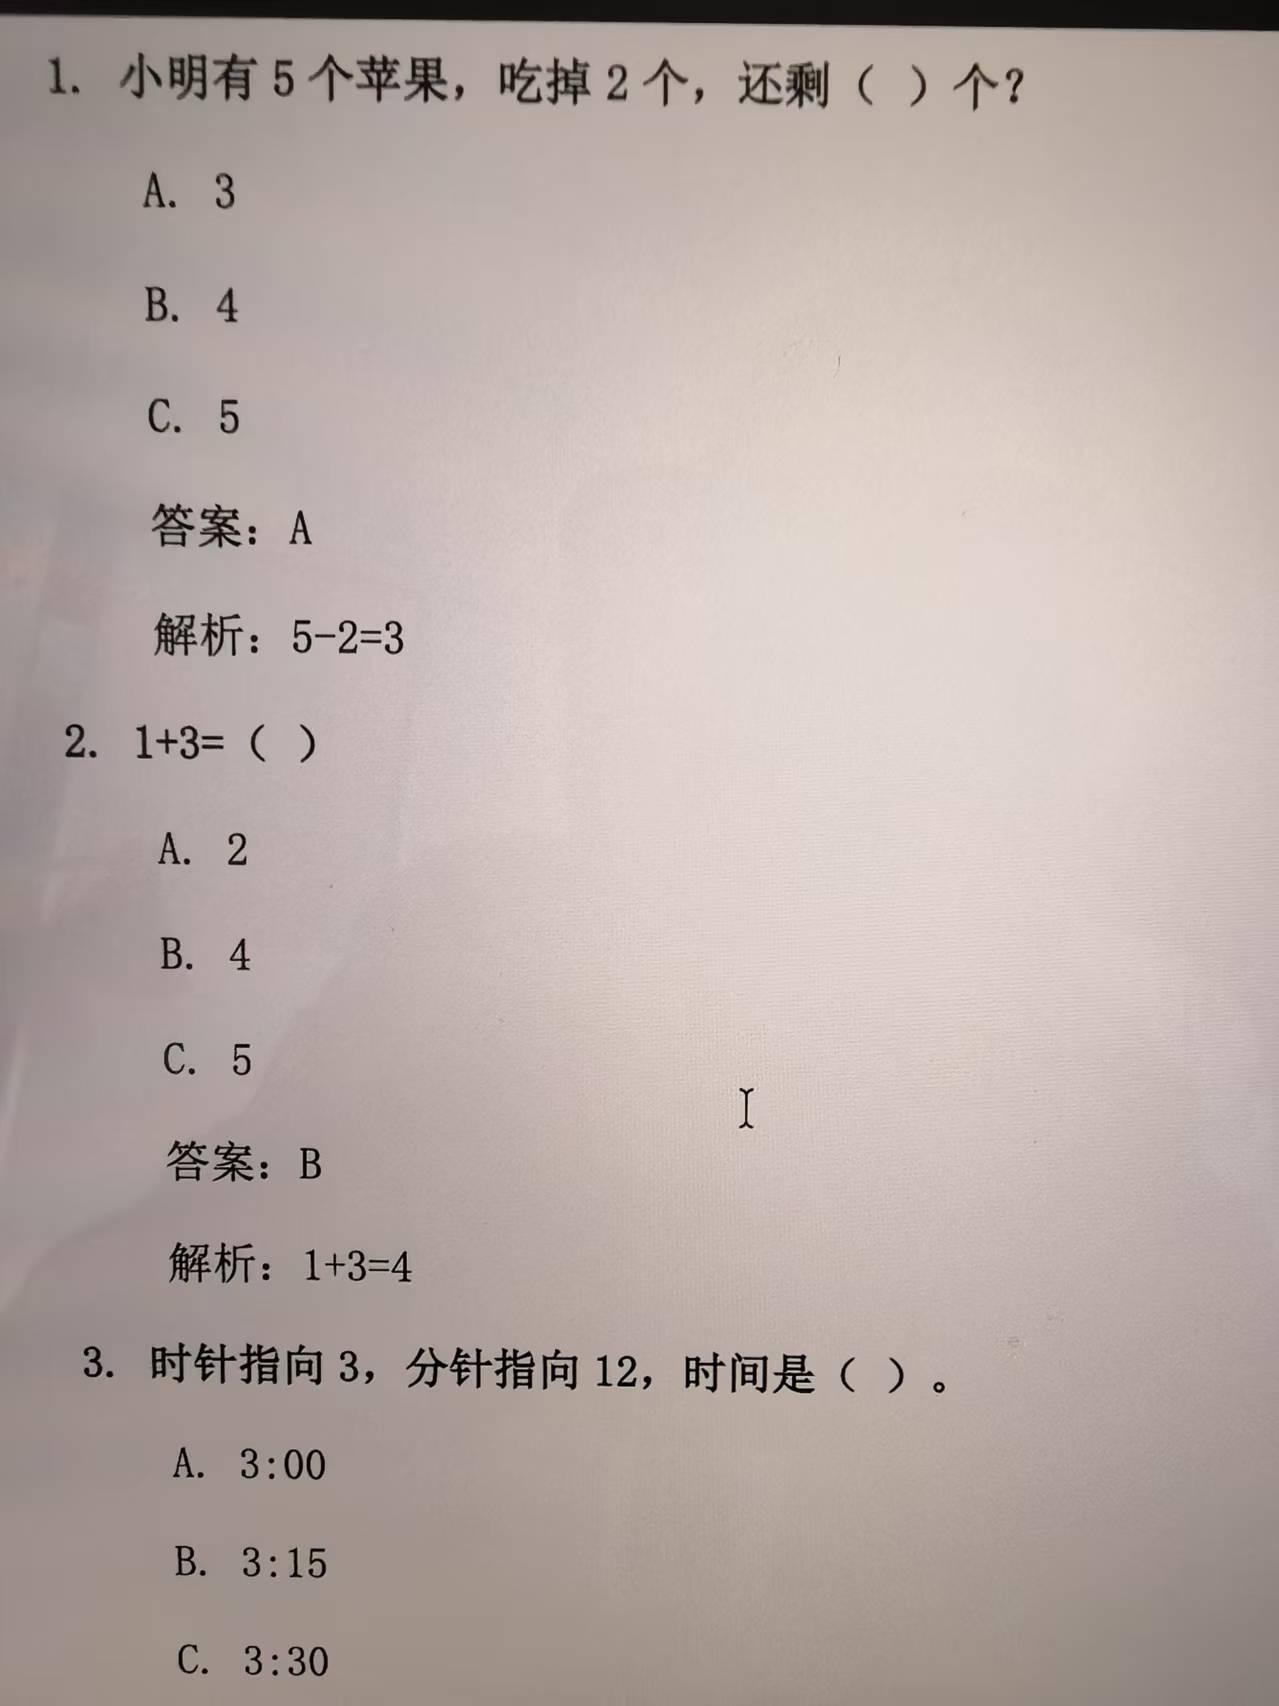 1. 小明有 5 个苹果，吃掉 2 个，还剃（ ）个？
A. 3
B. 4
C. 5
答案：A
解析：5-2=3
2. 1+3=（ ）
A. 2
B. 4
C. 5
答案：B
解析：1+3=4
3. 时针指向 3，分针指向 12，时间是（ ）。
A. 3:00
B. 3:15
C. 3:30